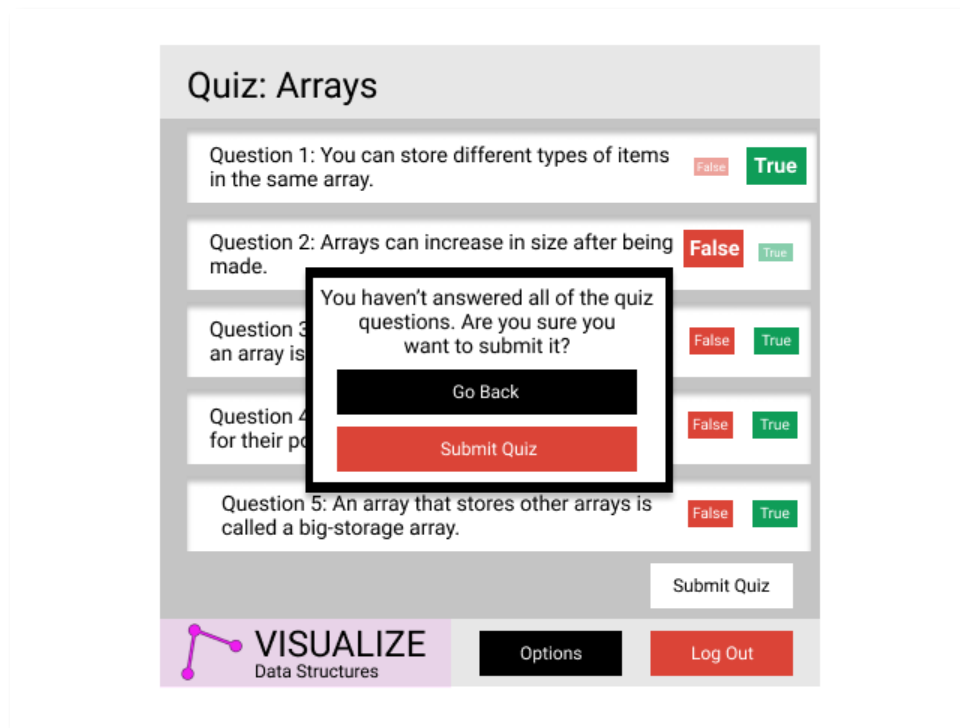 Quiz: Arrays
Question 1: You can store different types of items
in the same array.
False
True
Question 2: Arrays can increase in size after being
made.
False
True
Question 3
an array is
False
True
Question 4
for their
False
True
You haven’t answered all of the quiz
questions. Are you sure you
want to submit it?
Go Back
Submit Quiz
Question 5: An array that stores other arrays is
called a big-storage array.
False
True
Submit Quiz
VISUALIZE
Data Structures
Options
Log Out